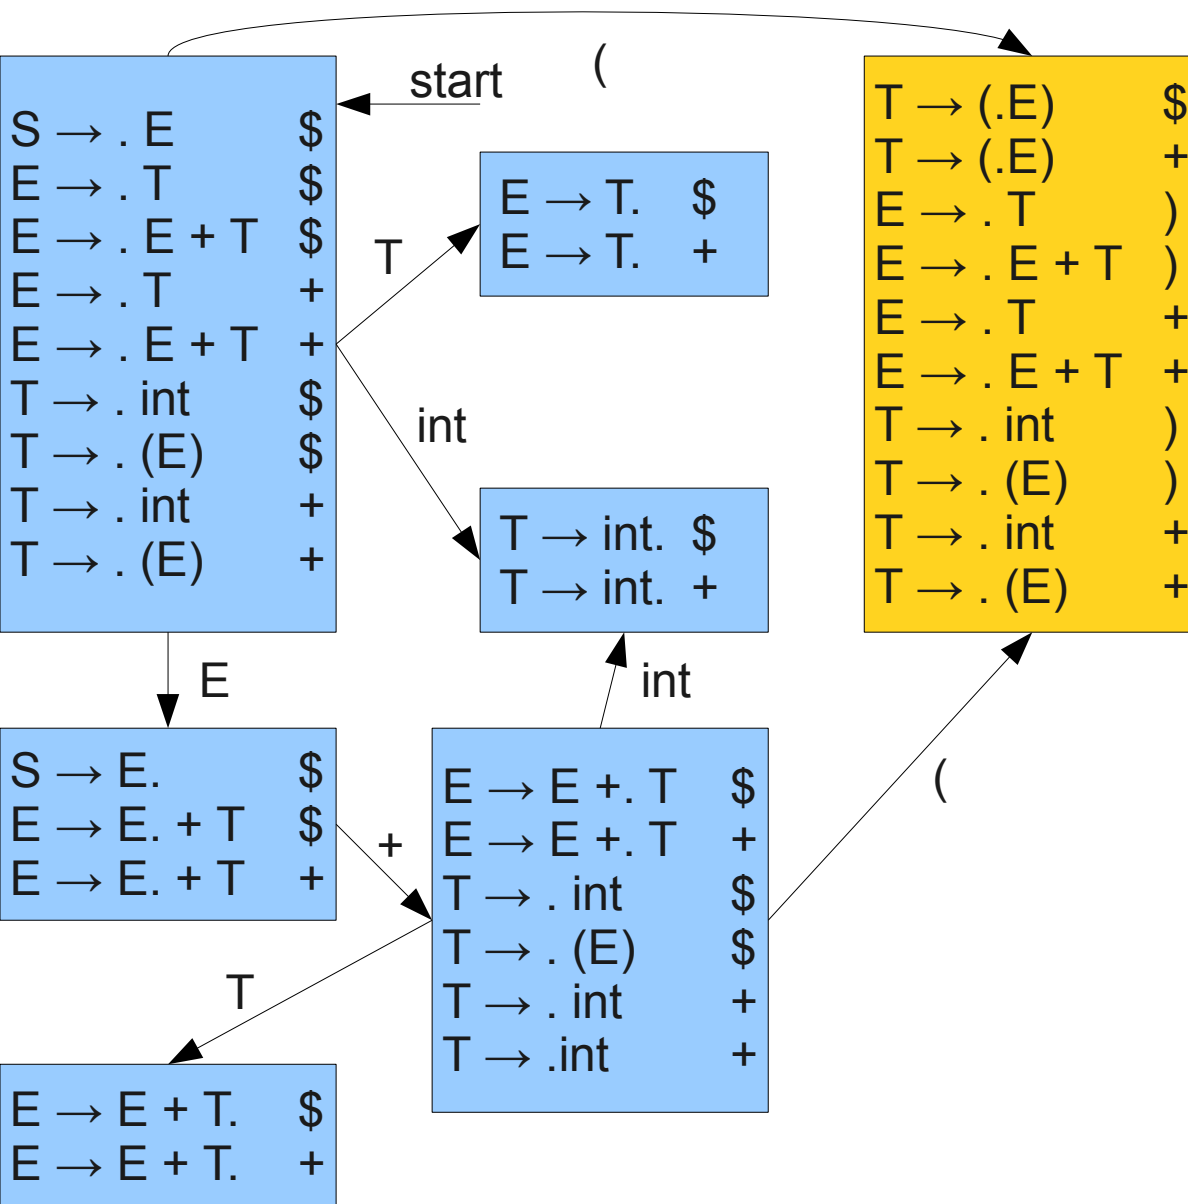 (
start
S → . E $
E → . T $
E → . E + T $
E → . T +
E → . E + T +
T → . int $
T → . (E) $
T → . int +
T → . (E) +
T
E → T. $
E → T. +
int
T → int. $
T → int. +
T → (.E) $
T → (.E) +
E → . T )
E → . E + T )
E → . T +
E → . E + T +
T → . int )
T → . (E) )
T → . int +
T → . (E) +
E
int
S → E. $
E → E. + T $
E → E. + T +
+
E → E +. T $
E → E +. T +
T → . int $
T → . (E) $
T → . int +
T → .int +
(
T
E → E + T. $
E → E + T. +